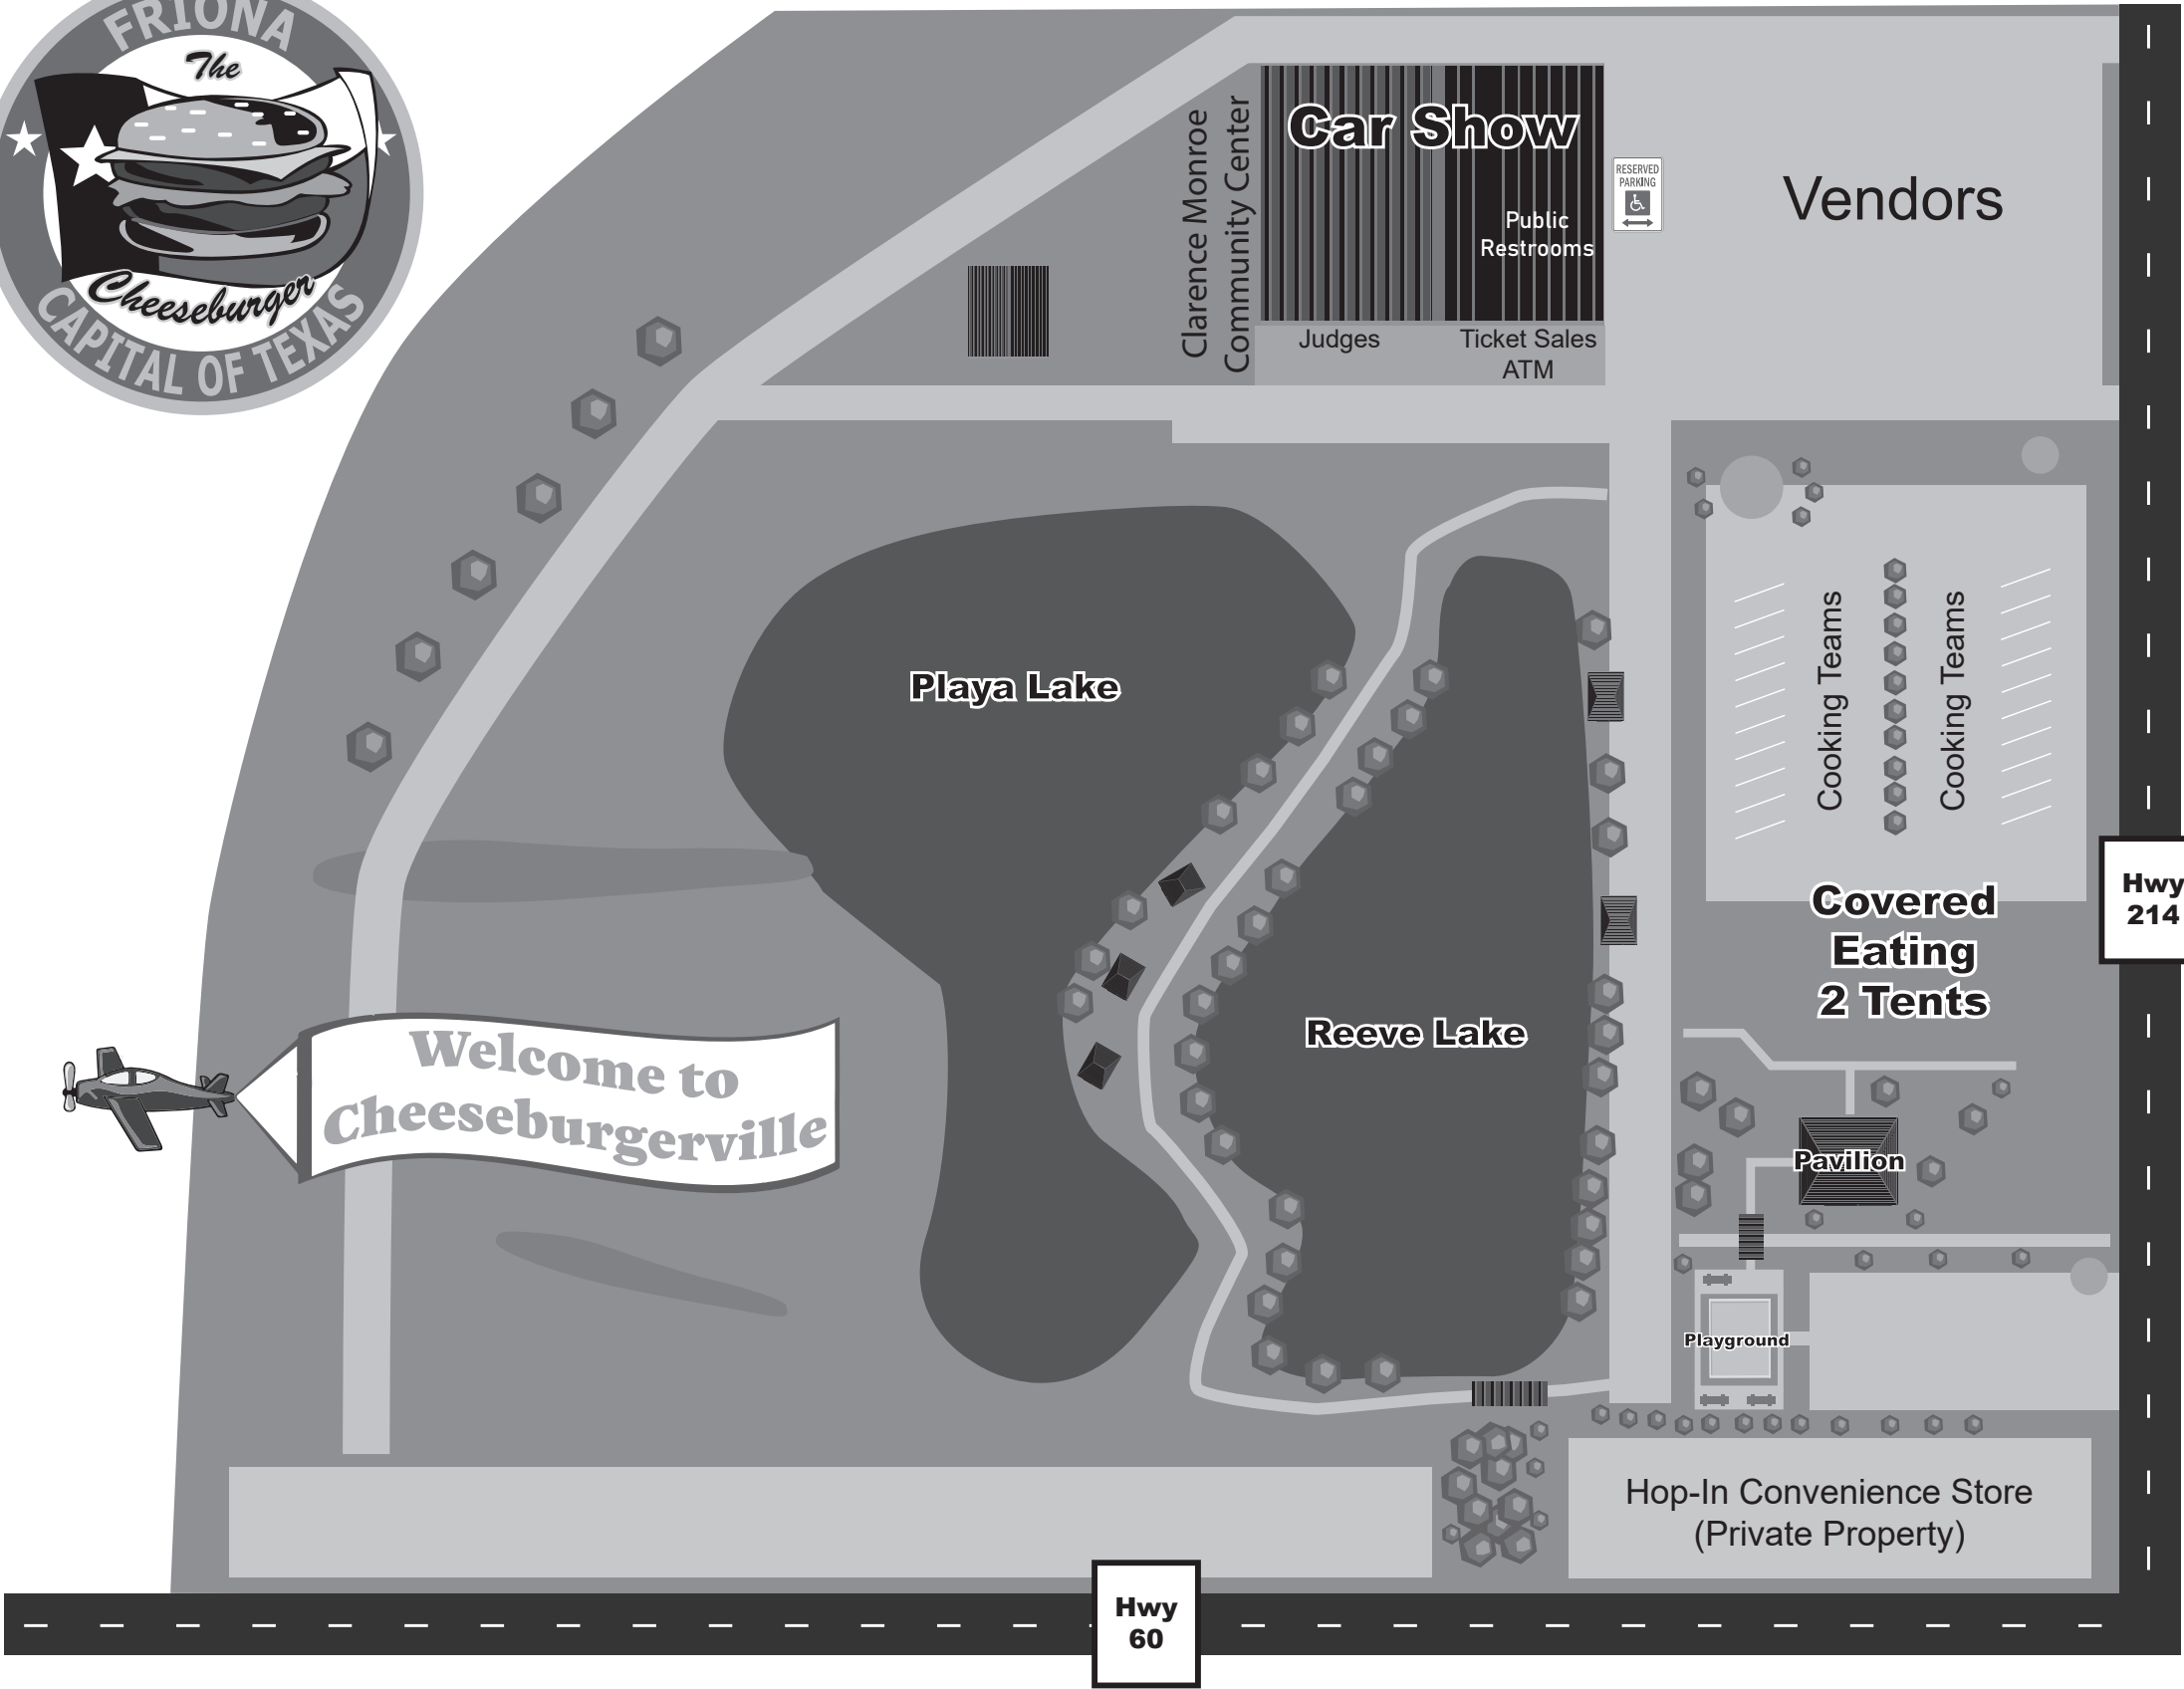 FRIONA
The
Cheeseburger
CAPITAL OF TEXAS
Clarence Monroe
Community Center
Car Show
Public
Restrooms
Judges
Ticket Sales
ATM
RESERVED
PARKING
Vendors
Playa Lake
Reeve Lake
Cooking Teams
Cooking Teams
Covered
Eating
2 Tents
Hwy
214
Welcome to
Cheeseburgerville
Pavilion
Playground
Hop-In Convenience Store
(Private Property)
Hwy
60